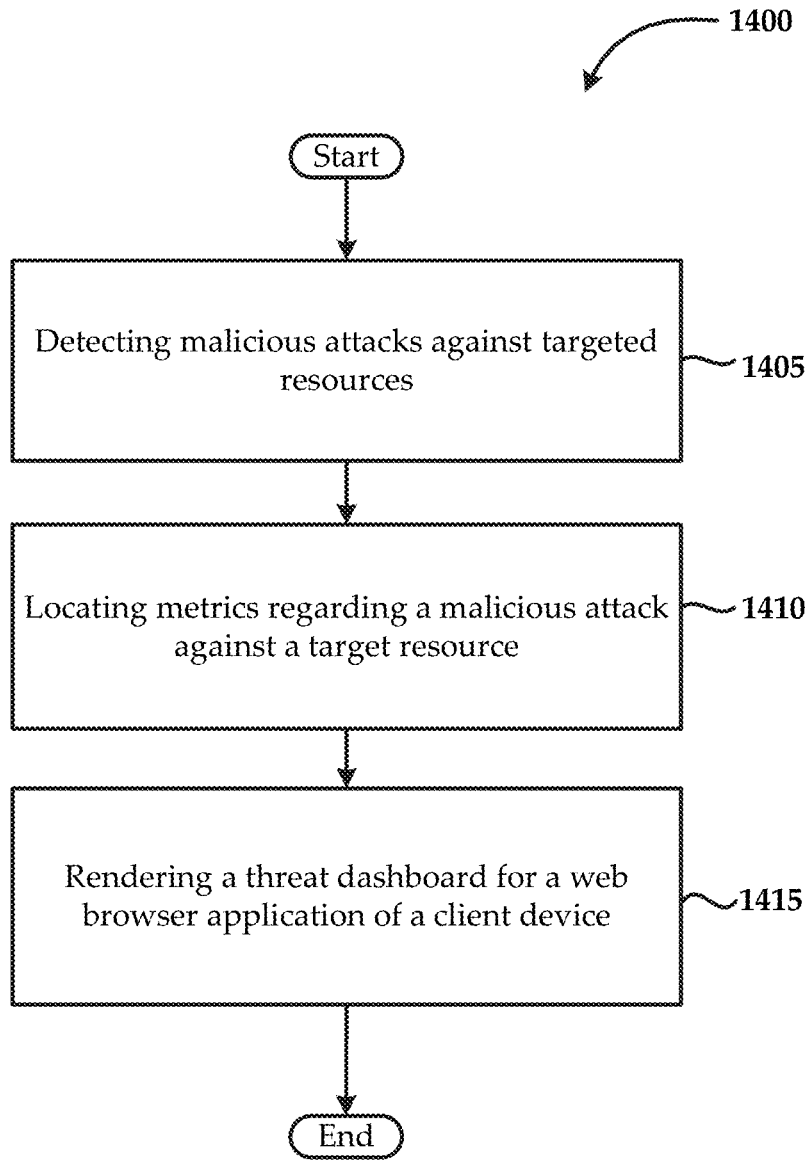 1400
Start
Detecting malicious attacks against targeted
resources
1405
Locating metrics regarding a malicious attack
against a target resource
1410
Rendering a threat dashboard for a web
browser application of a client device
1415
End